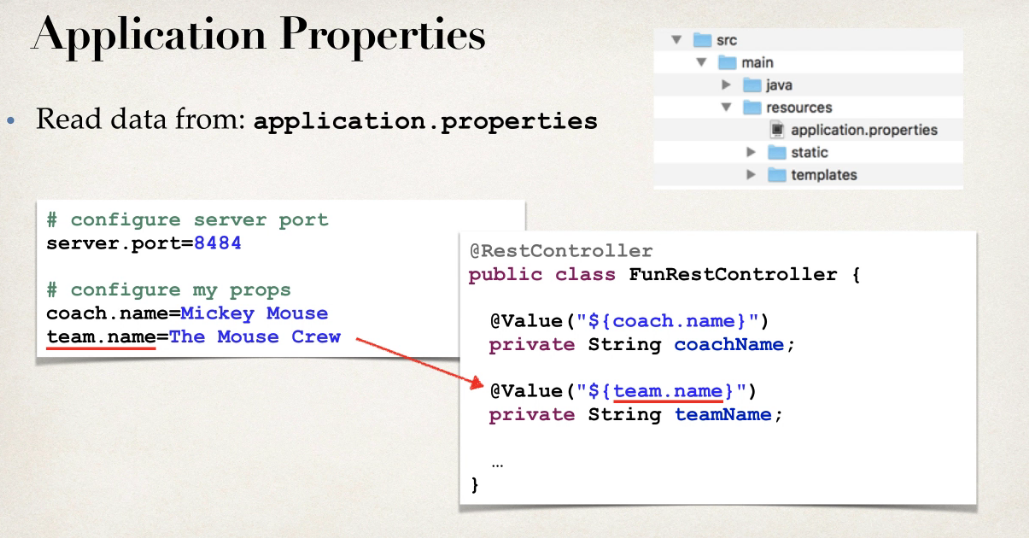 Application Properties
• Read data from: application.properties
src
main
java
resources
application.properties
static
templates
# configure server port
server.port=8484
# configure my props
coach.name=Mickey Mouse
team.name=The Mouse Crew
@RestController
public class FunRestController {
@Value("${coach.name}")
private String coachName;
@Value("${team.name}")
private String teamName;
…
}